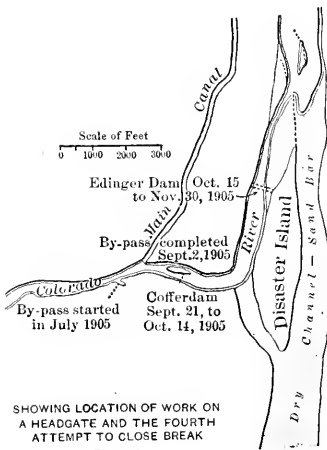 Canal
Scale of Feet
0 1000 2000 3000
Edinger Dam Oct. 15
to Nov. 30, 1905
Main
By-pass completed
Sept. 2, 1905
River
Disaster Island
Dry Channel - Sand Bar
Colorado
By-pass started
in July 1905
Cofferdam
Sept. 21, to
Oct. 14, 1905
SHOWING LOCATION OF WORK ON
A HEADGATE AND THE FOURTH
ATTEMPT TO CLOSE BREAK